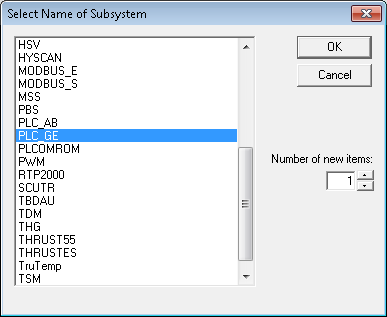 Select Name of Subsystem
HSV
HYSCAN
MODBUS_E
MODBUS_S
MSS
PBS
PLC_AB
PLC_GE
PLCOMROM
PWM
RTP2000
SCUTR
TBDAU
TDM
THG
THRUST55
THRUSTES
TruTemp
TSM
OK
Cancel
Number of new items:
1